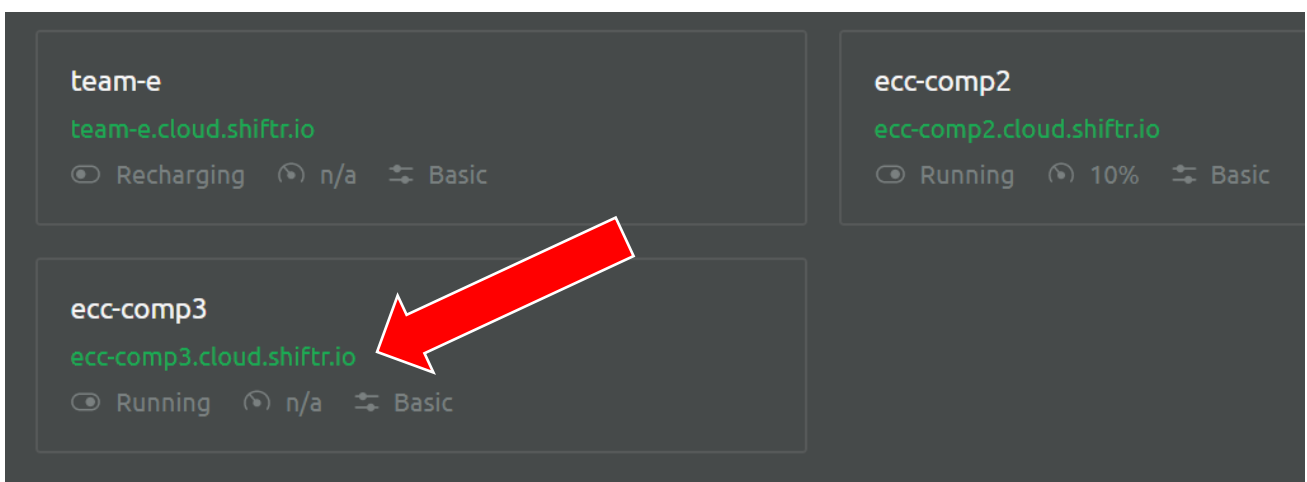 team-e
team-e.cloud.shiftr.io
Recharging n/a Basic
ecc-comp2
ecc-comp2.cloud.shiftr.io
Running 10% Basic
ecc-comp3
ecc-comp3.cloud.shiftr.io
Running n/a Basic